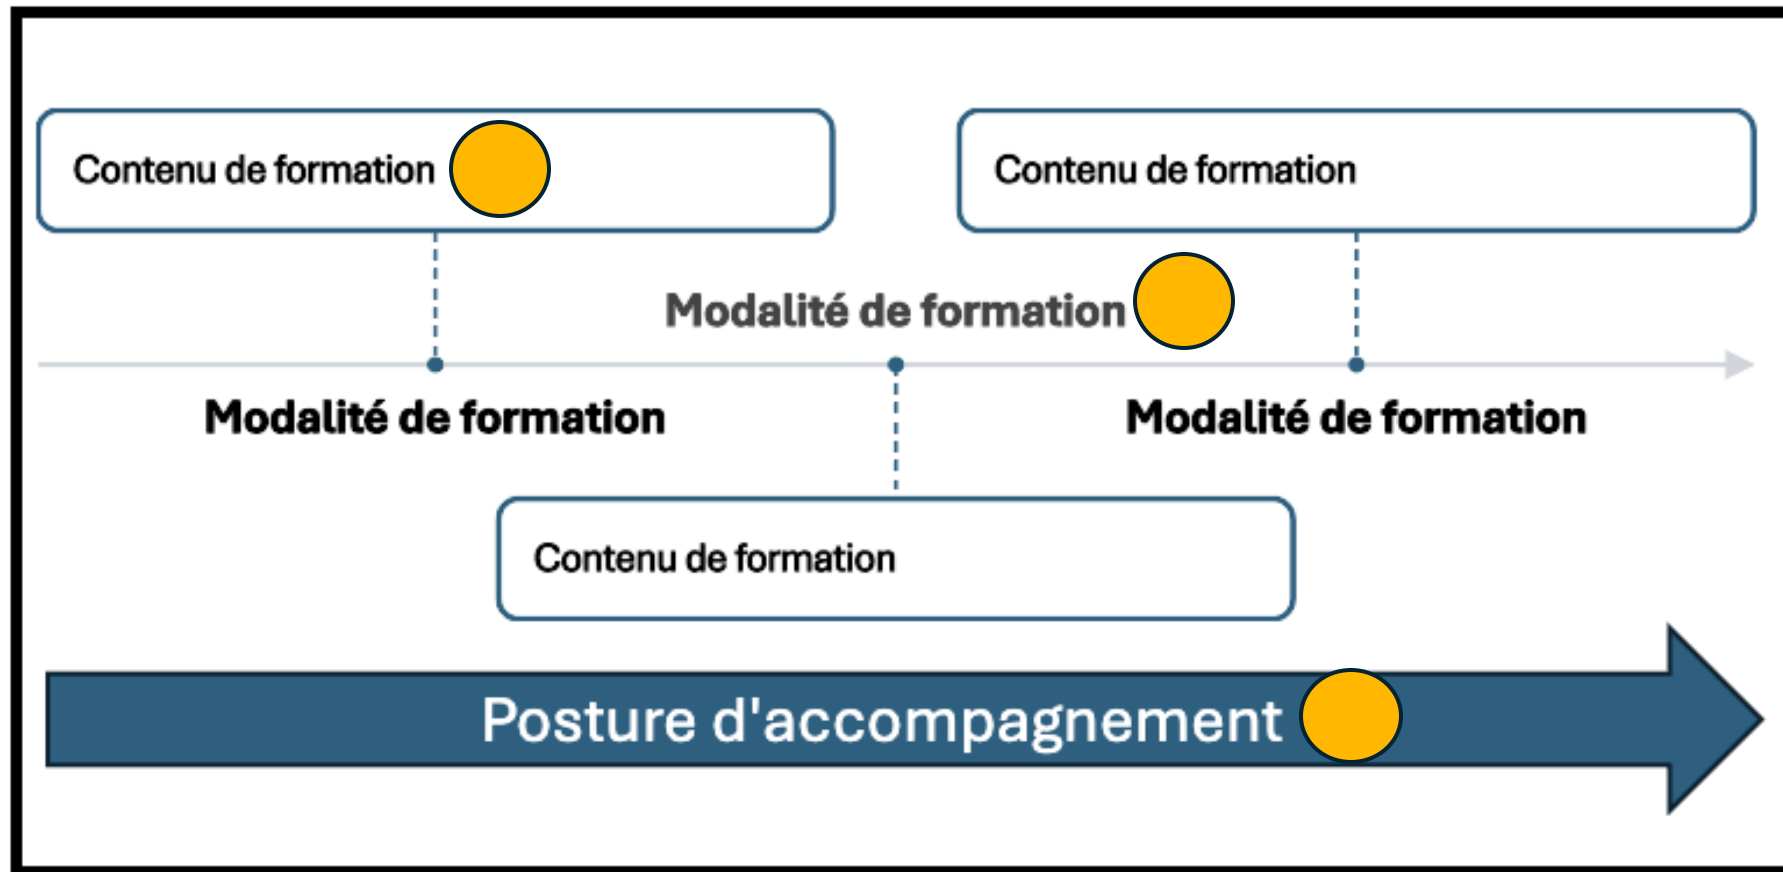 Contenu de formation
Contenu de formation
Modalité de formation
Modalité de formation
Modalité de formation
Contenu de formation
Posture d'accompagnement